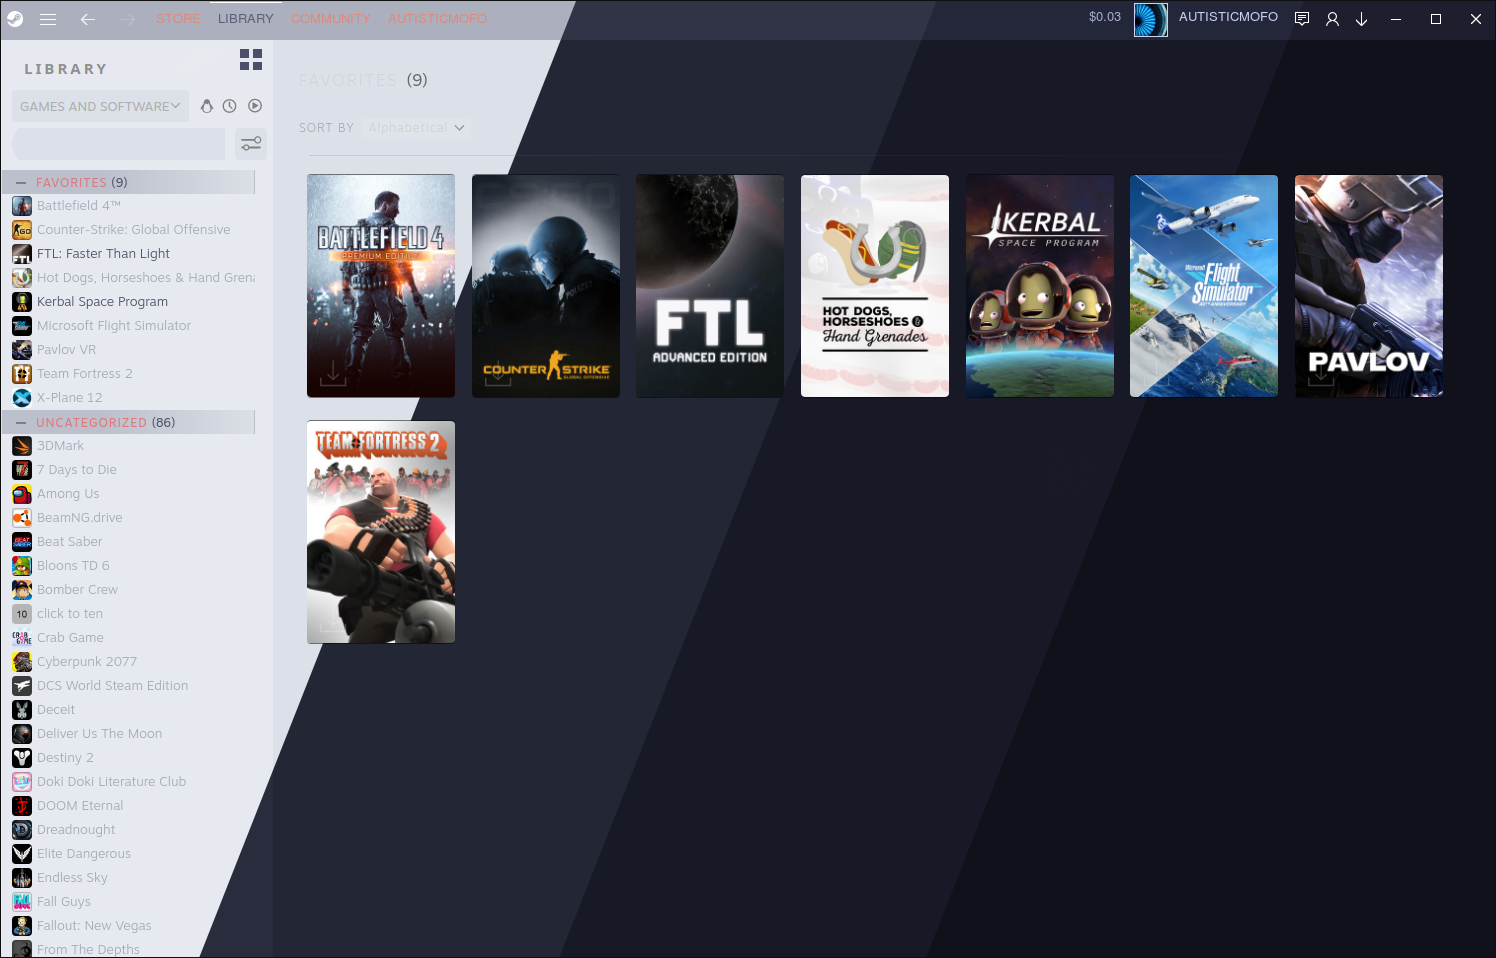 STORE LIBRARY COMMUNITY AUTISTICMOFO $0.03 AUTISTICMOFO
LIBRARY
GAMES AND SOFTWARE
FAVORITES (9)
Battlefield 4™
Counter-Strike: Global Offensive
FTL: Faster Than Light
Hot Dogs, Horseshoes & Hand Grena
Kerbal Space Program
Microsoft Flight Simulator
Pavlov VR
Team Fortress 2
X-Plane 12
UNCATEGORIZED (86)
3DMark
7 Days to Die
Among Us
BeamNG.drive
Beat Saber
Bloons TD 6
Bomber Crew
click to ten
Crab Game
Cyberpunk 2077
DCS World Steam Edition
Deceit
Deliver Us The Moon
Destiny 2
Doki Doki Literature Club
DOOM Eternal
Dreadnought
Elite Dangerous
Endless Sky
Fall Guys
Fallout: New Vegas
From The Depths
FAVORITES (9)
SORT BY Alphabetical
BATTLEFIELD 4
PREMIUM EDITION
POLIZEI
COUNTER STRIKE
GLOBAL OFFENSIVE
FTL
ADVANCED EDITION
HOT DOGS,
HORSESHOES &
Hand Grenades
KERBAL
SPACE PROGRAM
Microsoft
Flight
Simulator
40TH ANNIVERSARY
PAVLOV
TEAM FORTRESS 2